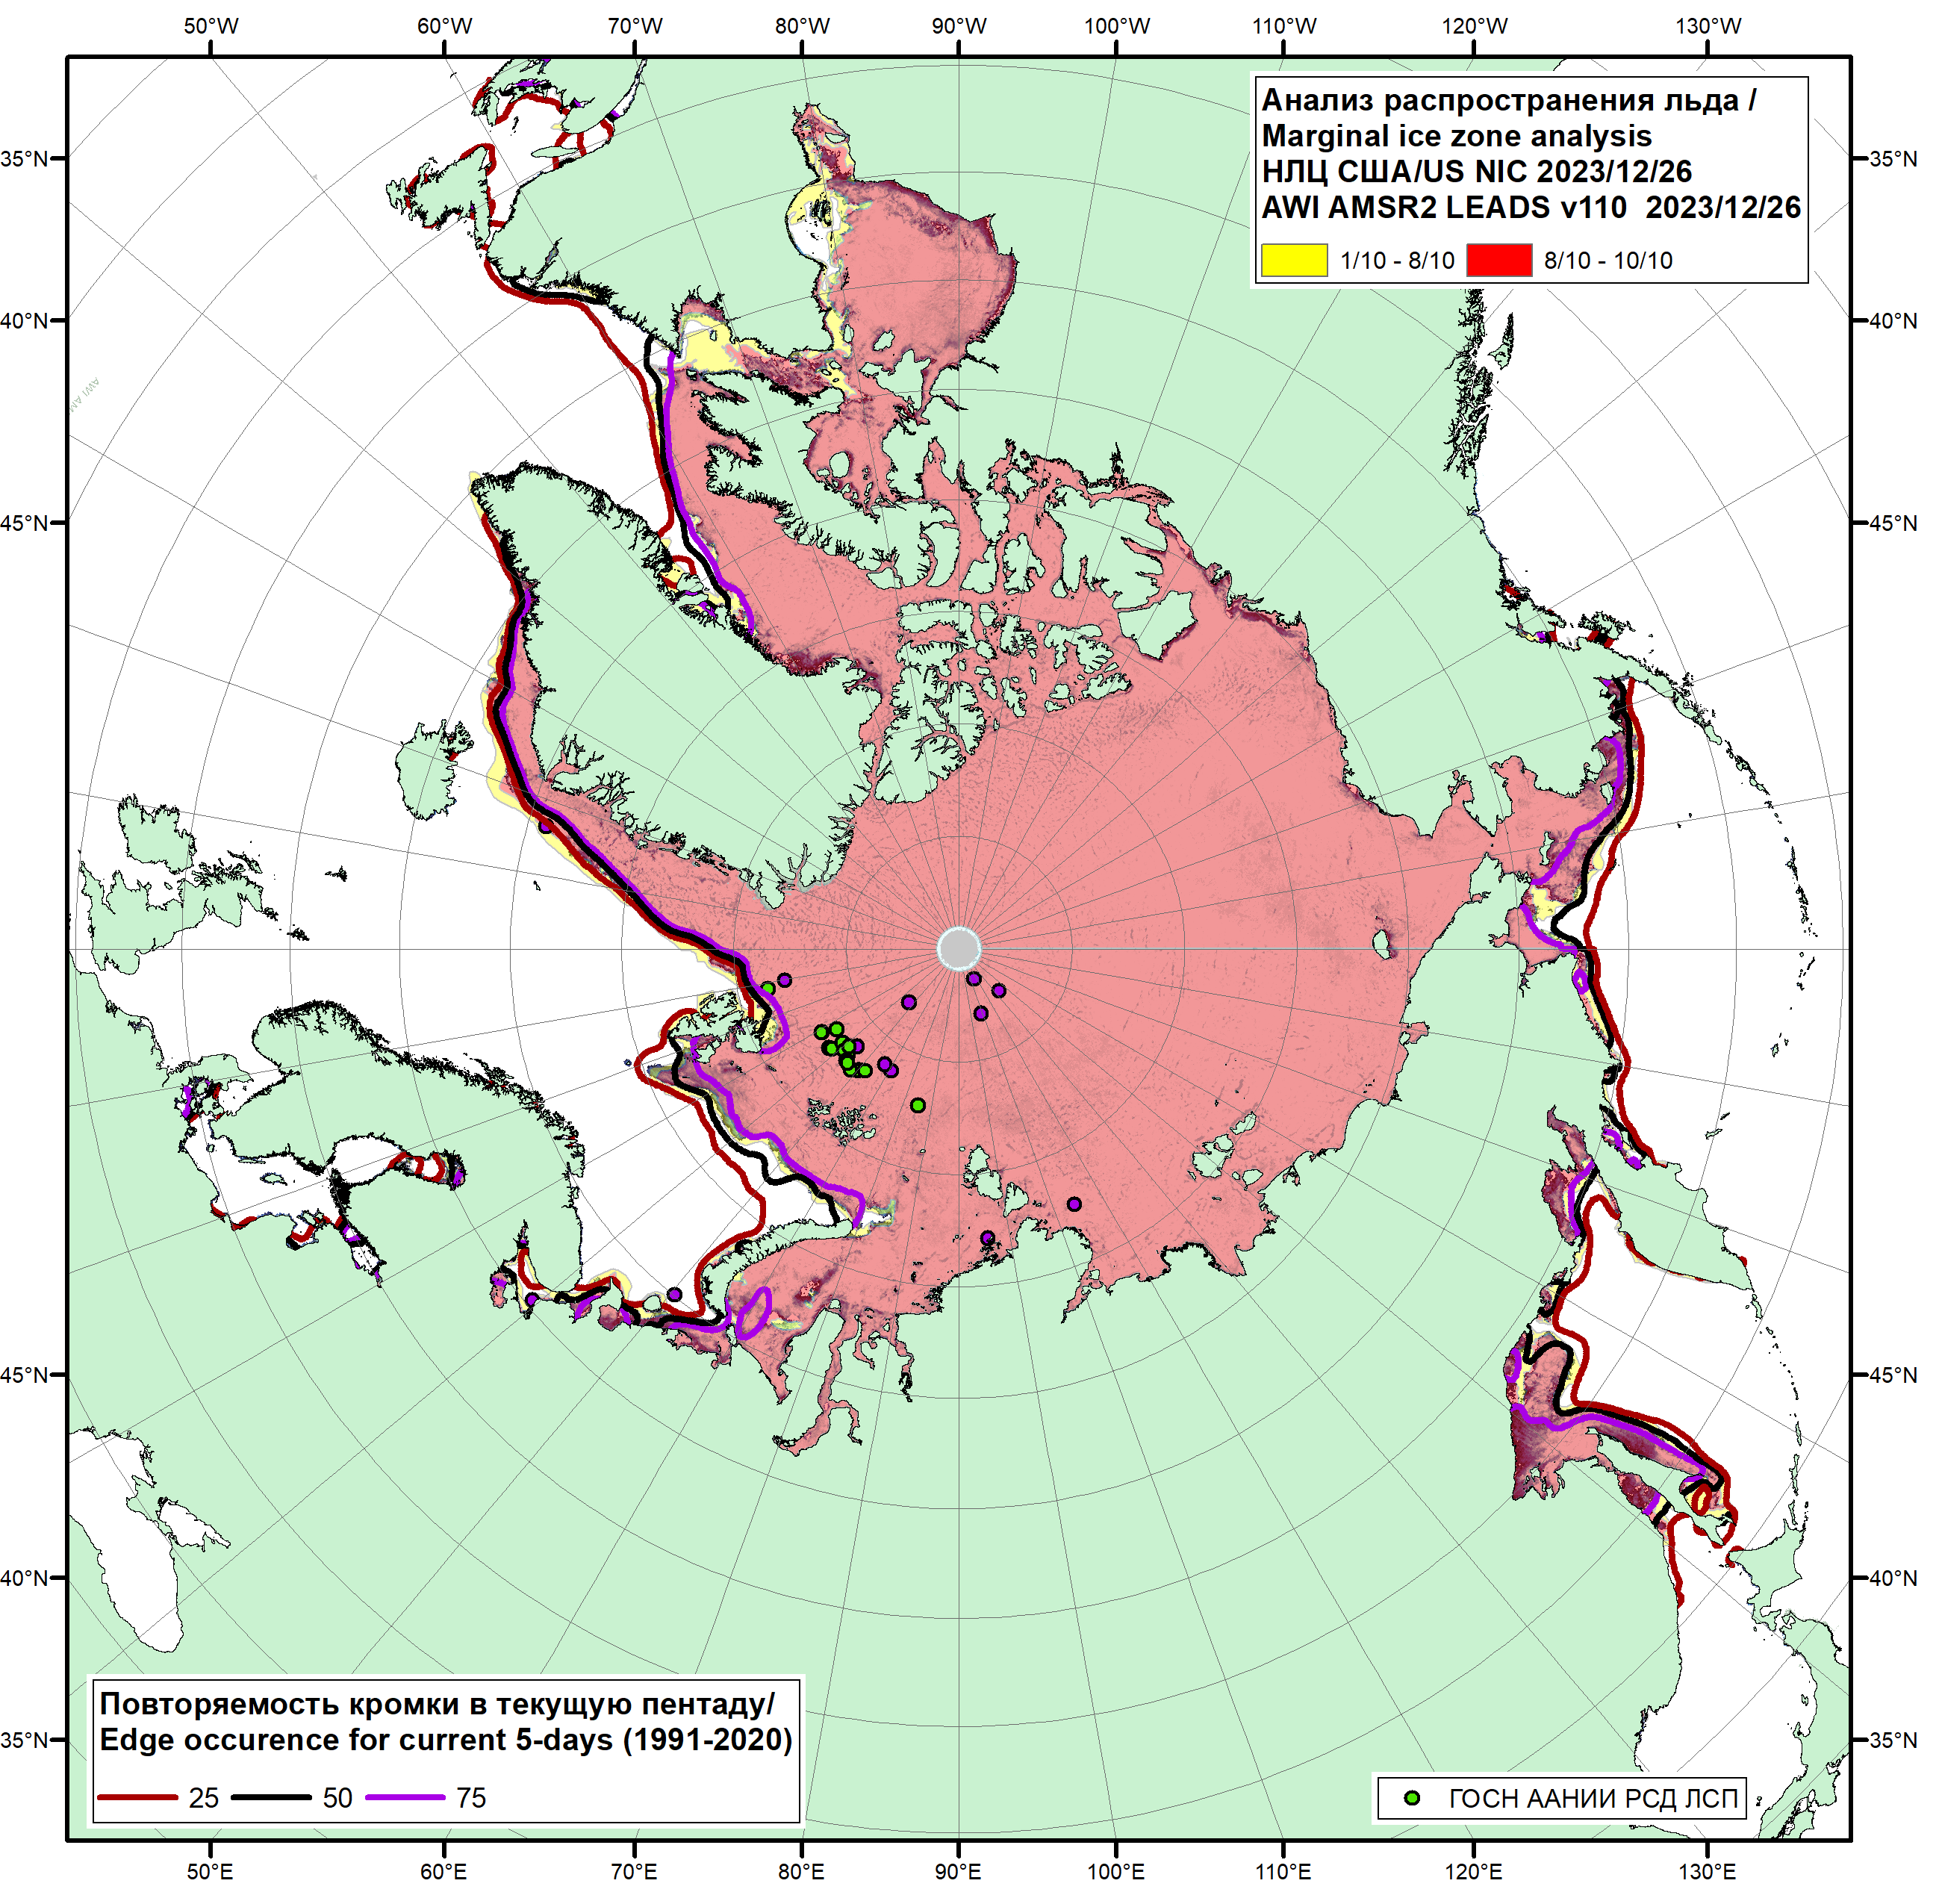 50°W 60°W 70°W 80°W 90°W 100°W 110°W 120°W 130°W
Анализ распространения льда /
Marginal ice zone analysis
НЛЦ США/US NIC 2023/12/26
AWI AMSR2 LEADS v110 2023/12/26
1/10 - 8/10 8/10 - 10/10
35°N 35°N
40°N 40°N
AWI AM
45°N 45°N
45°N 45°N
40°N 40°N
35°N 35°N
Повторяемость кромки в текущую пентаду/
Edge occurence for current 5-days (1991-2020)
25 50 75
ГОСН ААНИИ РСД ЛСП
50°E 60°E 70°E 80°E 90°E 100°E 110°E 120°E 130°E